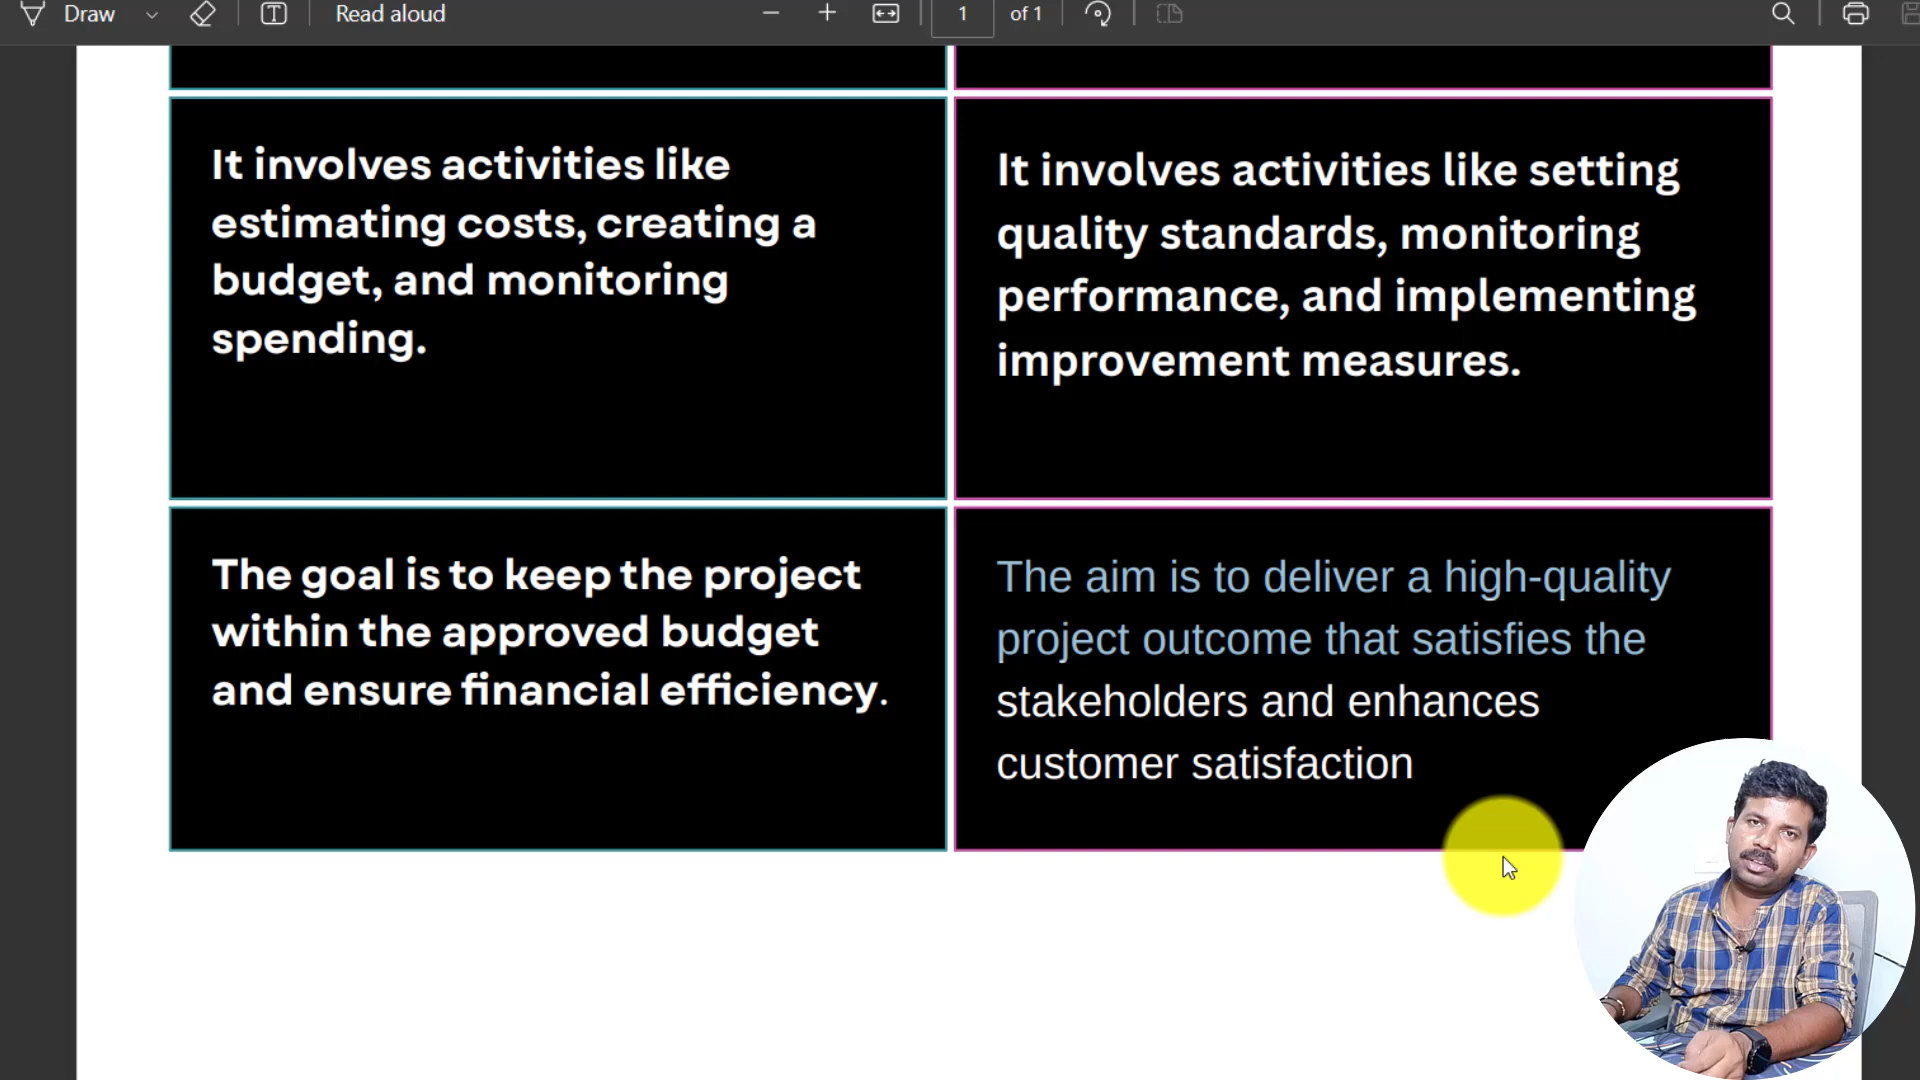 Draw
Read aloud
1
of 1
It involves activities like
estimating costs, creating a
budget, and monitoring
spending.
It involves activities like setting
quality standards, monitoring
performance, and implementing
improvement measures.
The goal is to keep the project
within the approved budget
and ensure financial efficiency.
The aim is to deliver a high-quality
project outcome that satisfies the
stakeholders and enhances
customer satisfaction